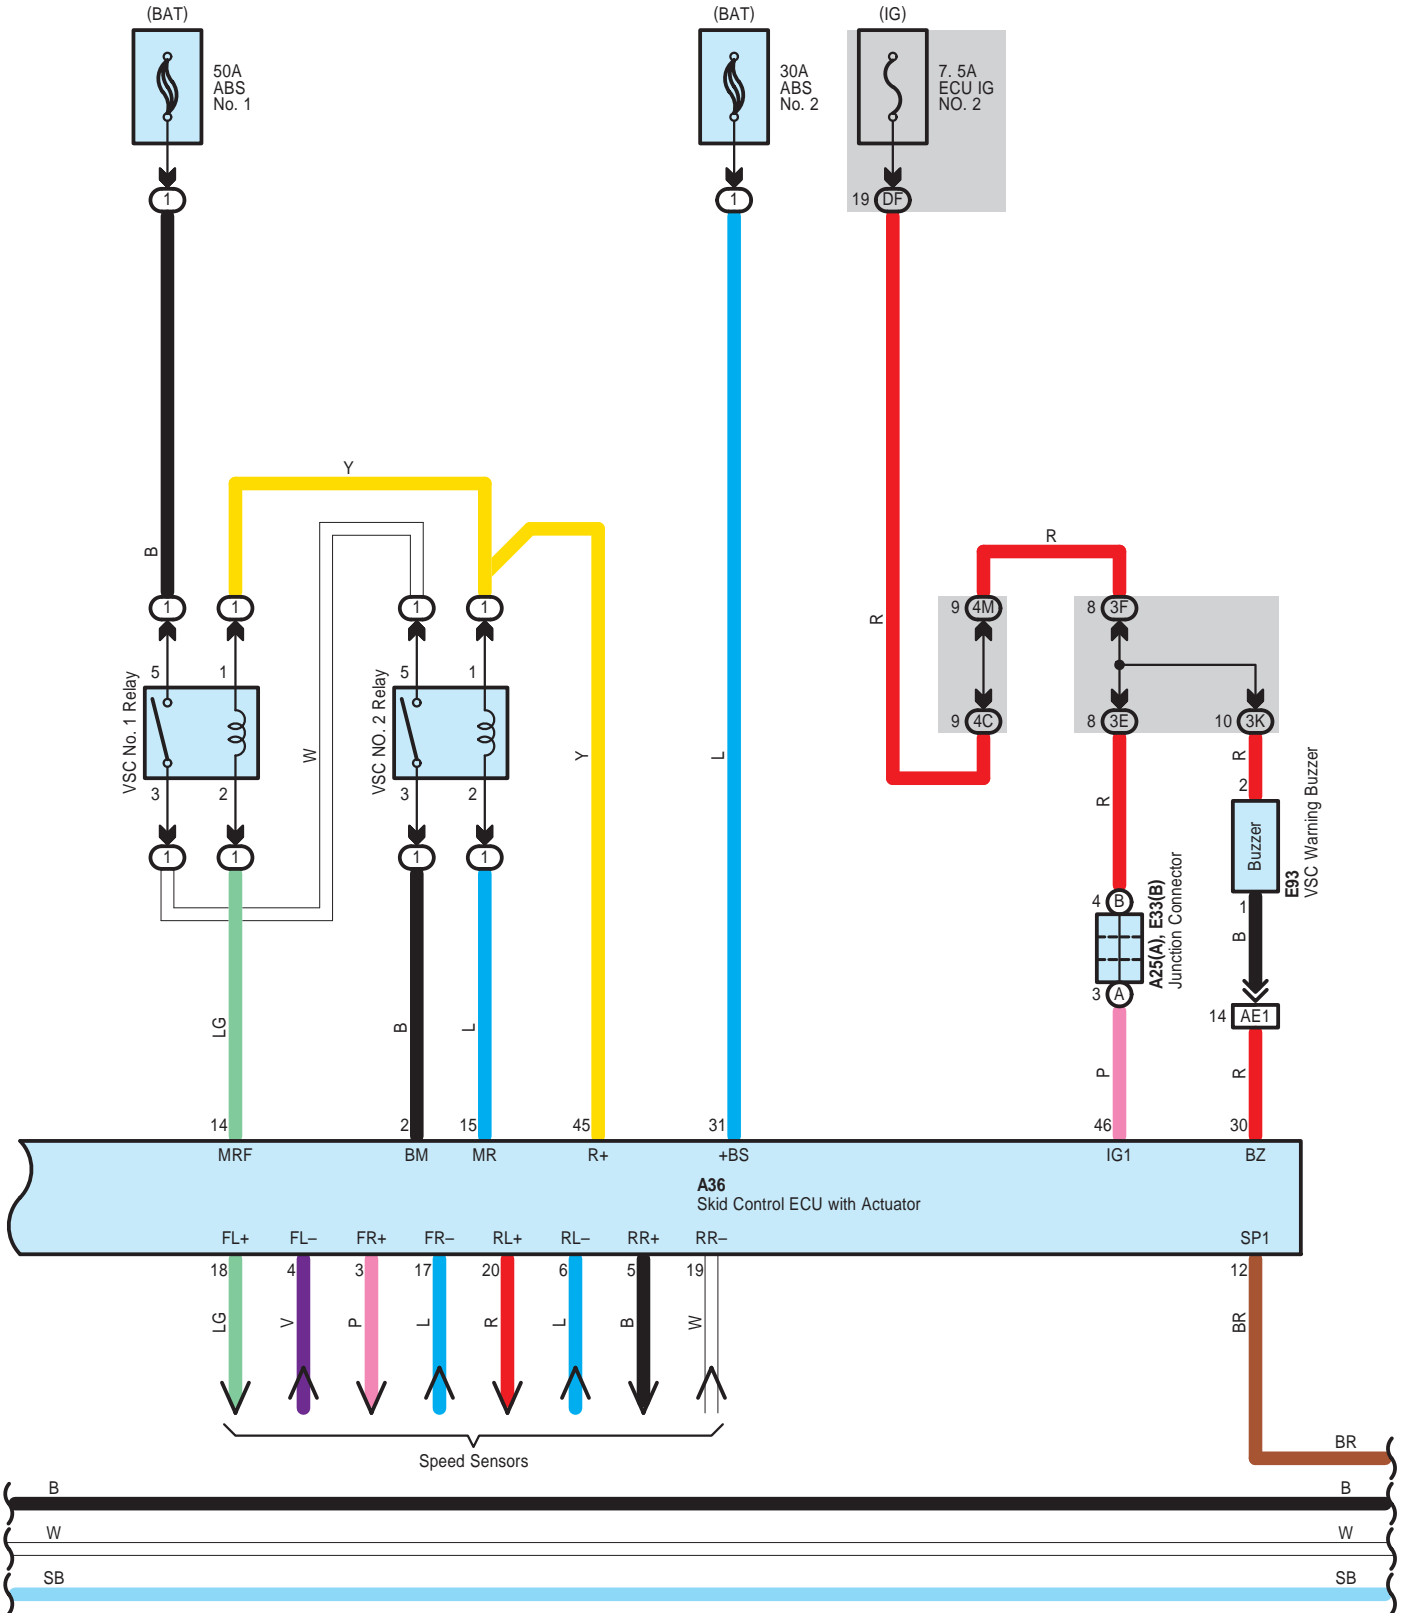 (BAT)
(BAT)
(IG)
50A
ABS
No. 1
30A
ABS
No. 2
7. 5A
ECU IG
NO. 2
1
1
19 DF
Y
B
R
W
L
Y
R
1
1
1
1
9 4M
8 3F
5
1
5
1
VSC No. 1 Relay
VSC NO. 2 Relay
9 4C
8 3E
10 3K
3
2
3
2
R
2
1
1
1
1
R
Buzzer
E93
VSC Warning Buzzer
4 B
A25(A), E33(B)
Junction Connector
3 A
1
B
14 AE1
LG
B
L
P
R
14
2
15
45
31
46
30
MRF
BM
MR
R+
+BS
IG1
BZ
A36
Skid Control ECU with Actuator
FL+
FL–
FR+
FR–
RL+
RL–
RR+
RR–
SP1
18
4
3
17
20
6
5
19
12
LG
V
P
L
R
L
B
W
BR
Speed Sensors
BR
B
B
W
W
SB
SB